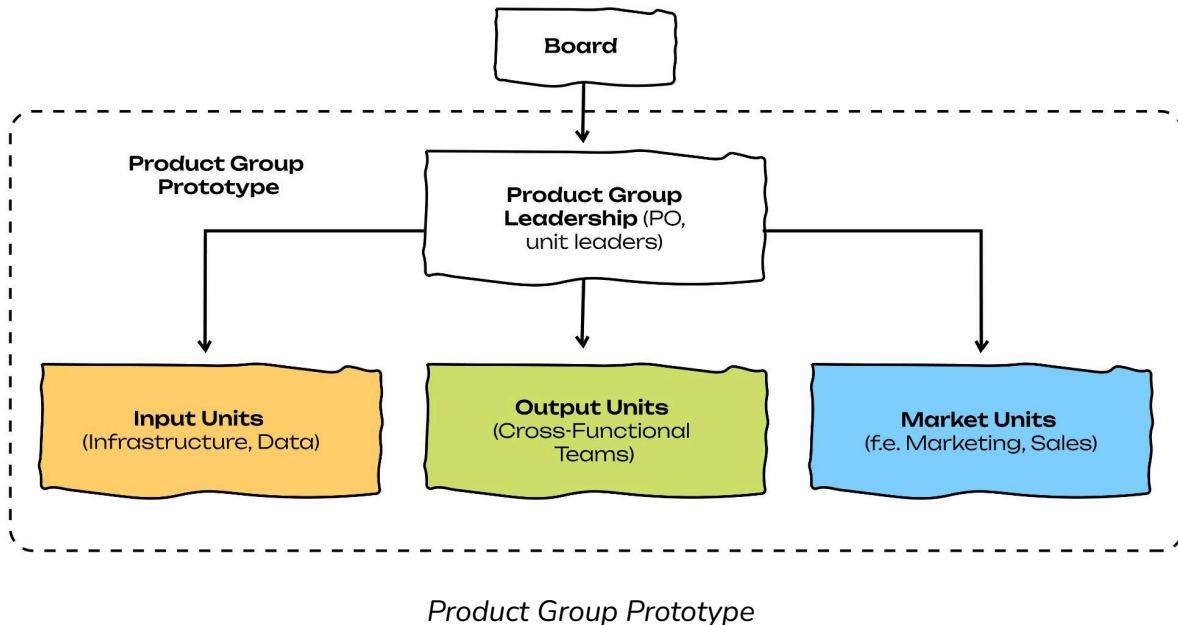 Board
Product Group
Prototype
Product Group
Leadership (PO,
unit leaders)
Input Units
(Infrastructure, Data)
Output Units
(Cross-Functional
Teams)
Market Units
(f.e. Marketing, Sales)
Product Group Prototype